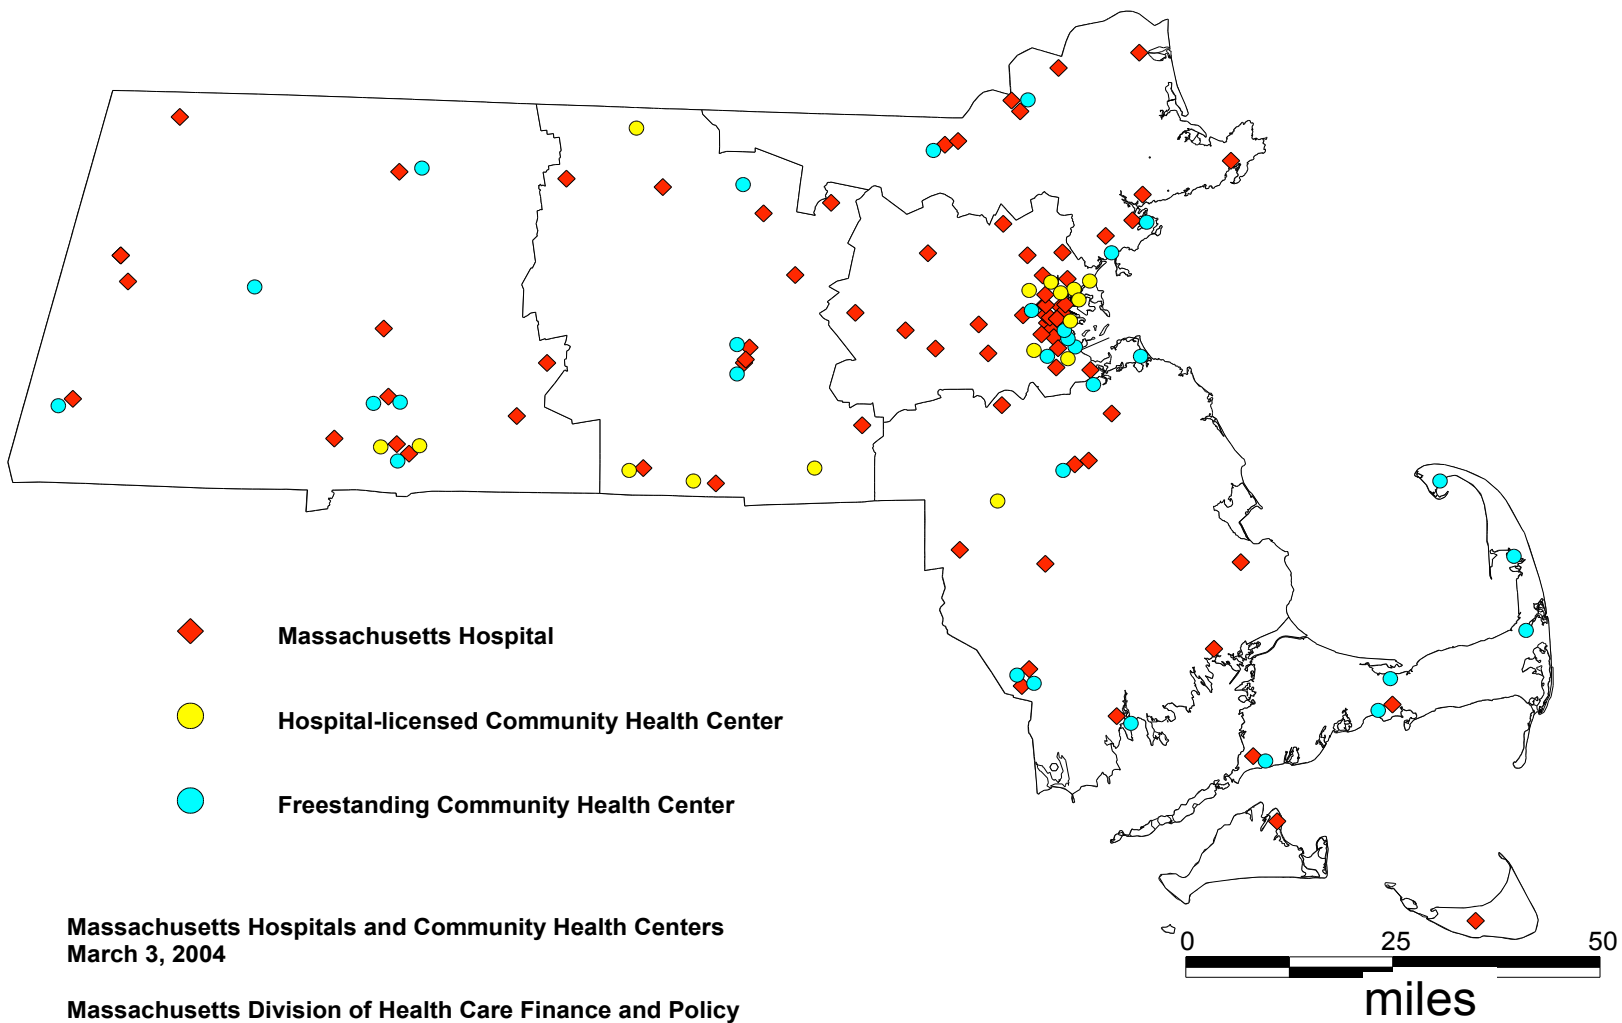 Massachusetts Hospital
Hospital-licensed Community Health Center
Freestanding Community Health Center
Massachusetts Hospitals and Community Health Centers
March 3, 2004
Massachusetts Division of Health Care Finance and Policy
0 25 50
miles